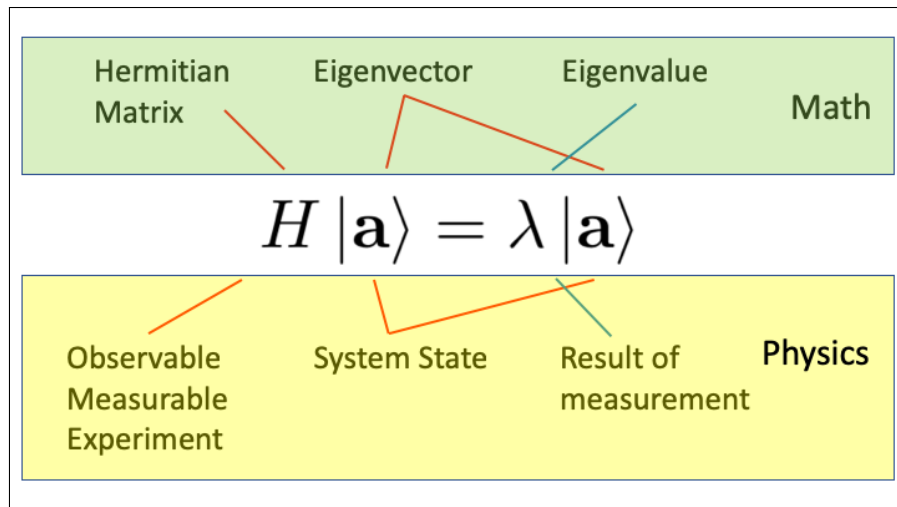 Hermitian
Matrix
Eigenvector
Eigenvalue
Math
H |a⟩ = λ |a⟩
Observable
Measurable
Experiment
System State
Result of
measurement
Physics